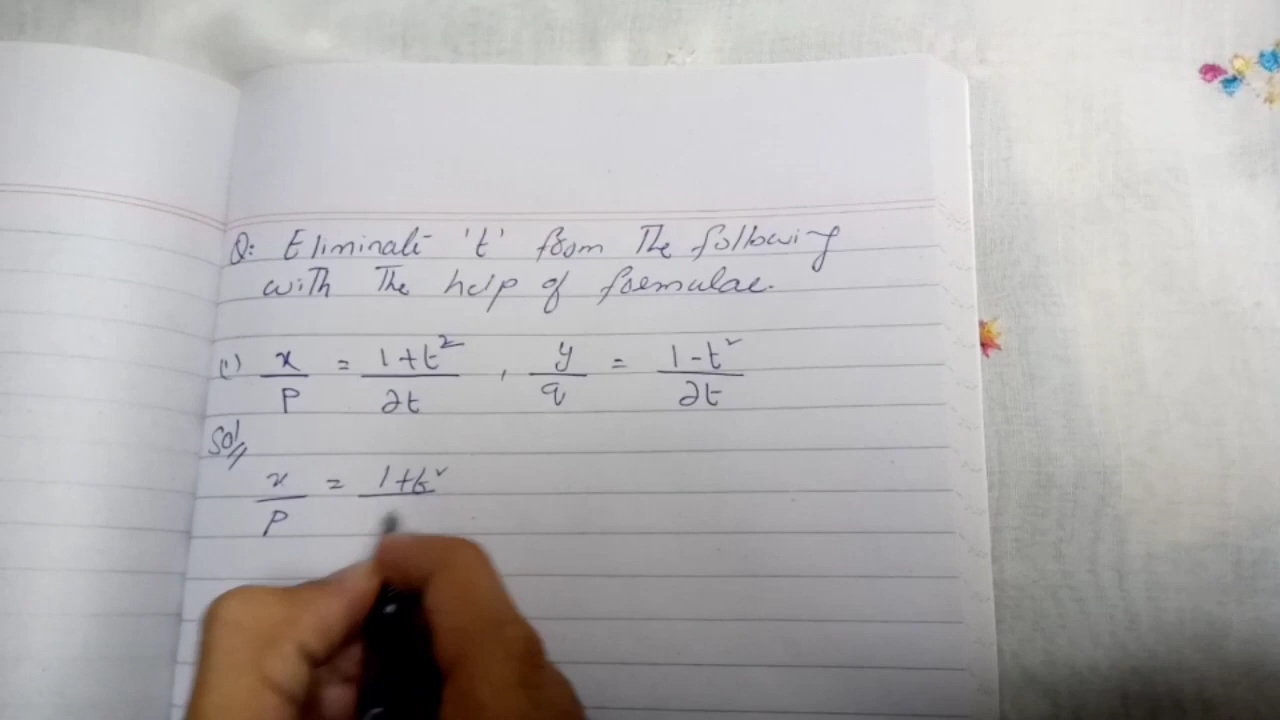 Q: Eliminate 't' from The following
with The help of formulae.
(i) x/p = 1+t²/2t , y/q = 1-t²/2t
Sol
x/p = 1+t²